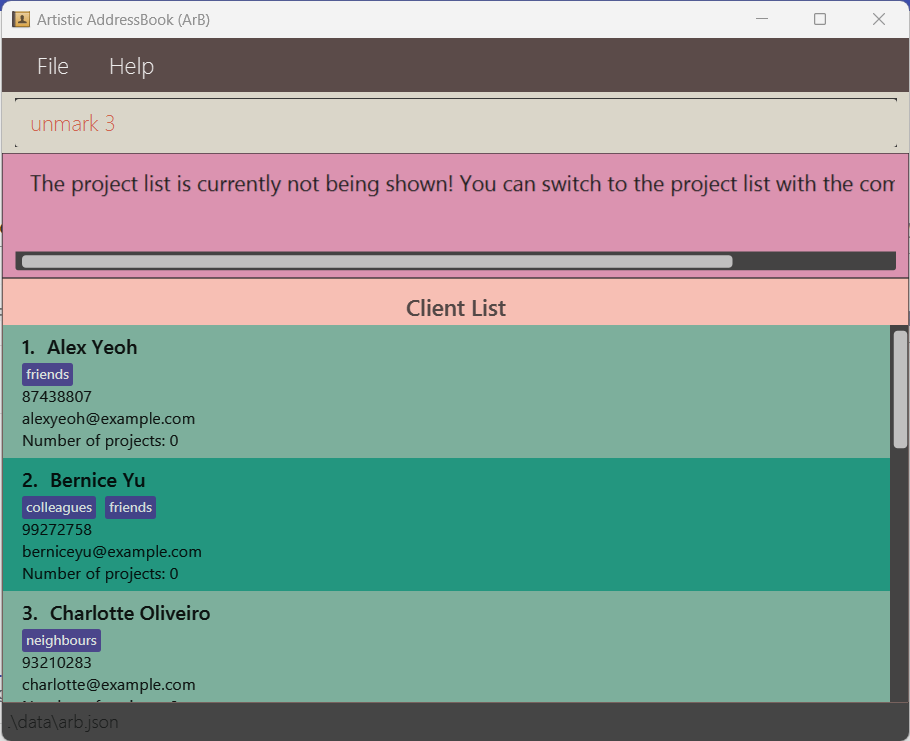 Artistic AddressBook (ArB)
File Help
unmark 3
The project list is currently not being shown! You can switch to the project list with the com
Client List
1. Alex Yeoh
friends
87438807
alexyeoh@example.com
Number of projects: 0
2. Bernice Yu
colleagues friends
99272758
berniceyu@example.com
Number of projects: 0
3. Charlotte Oliveiro
neighbours
93210283
charlotte@example.com
.\data\arb.json